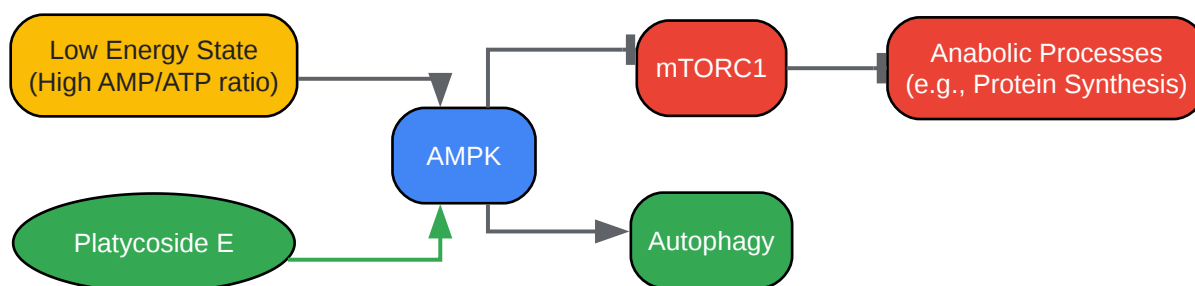 Low Energy State
(High AMP/ATP ratio)
mTORC1
Anabolic Processes
(e.g., Protein Synthesis)
AMPK
Platycoside E
Autophagy